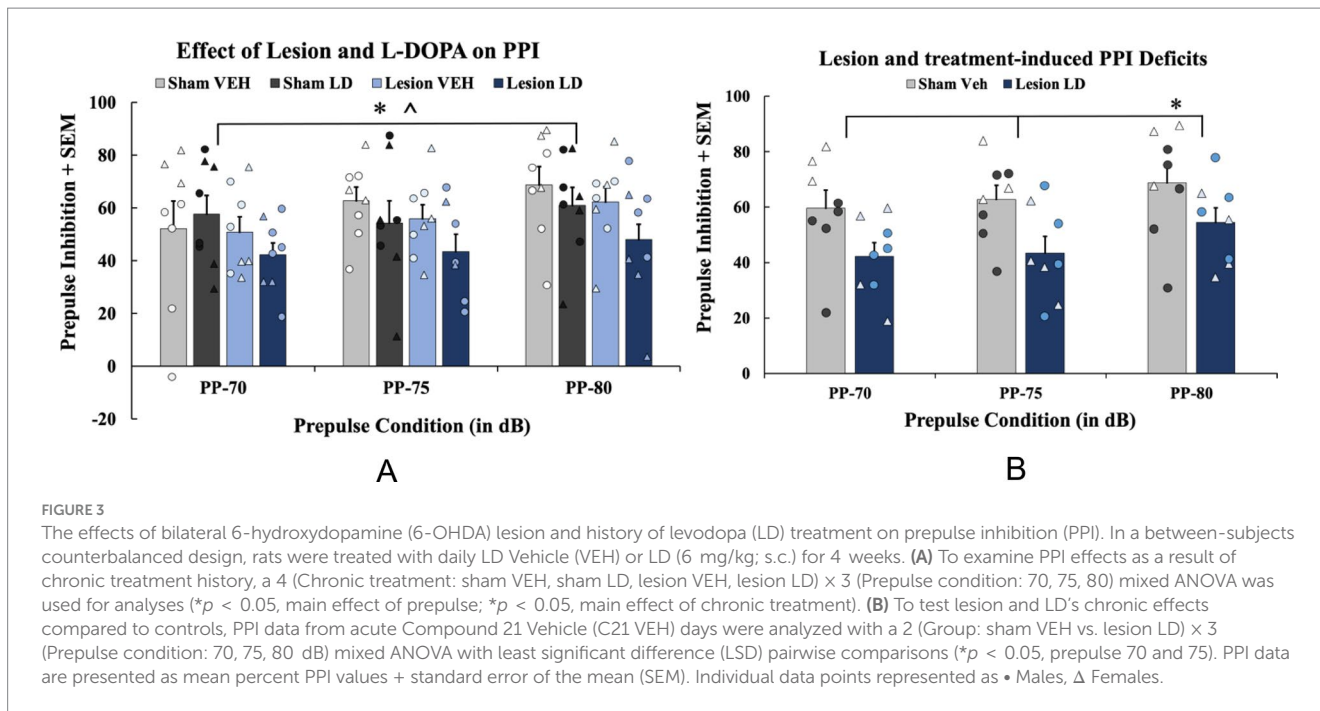 Effect of Lesion and L-DOPA on PPI
Sham VEH Sham LD Lesion VEH Lesion LD
Prepulse Inhibition + SEM
100
80
60
40
20
0
-20
* ^
PP-70 PP-75 PP-80
Prepulse Condition (in dB)
A
Lesion and treatment-induced PPI Deficits
Sham Veh Lesion LD
Prepulse Inhibition + SEM
100
80
60
40
20
0
*
PP-70 PP-75 PP-80
Prepulse Condition (in dB)
B
FIGURE 3
The effects of bilateral 6-hydroxydopamine (6-OHDA) lesion and history of levodopa (LD) treatment on prepulse inhibition (PPI). In a between-subjects
counterbalanced design, rats were treated with daily LD Vehicle (VEH) or LD (6 mg/kg; s.c.) for 4 weeks. (A) To examine PPI effects as a result of
chronic treatment history, a 4 (Chronic treatment: sham VEH, sham LD, lesion VEH, lesion LD) × 3 (Prepulse condition: 70, 75, 80) mixed ANOVA was
used for analyses (*p < 0.05, main effect of prepulse; *p < 0.05, main effect of chronic treatment). (B) To test lesion and LD's chronic effects
compared to controls, PPI data from acute Compound 21 Vehicle (C21 VEH) days were analyzed with a 2 (Group: sham VEH vs. lesion LD) × 3
(Prepulse condition: 70, 75, 80 dB) mixed ANOVA with least significant difference (LSD) pairwise comparisons (*p < 0.05, prepulse 70 and 75). PPI data
are presented as mean percent PPI values + standard error of the mean (SEM). Individual data points represented as • Males, Δ Females.